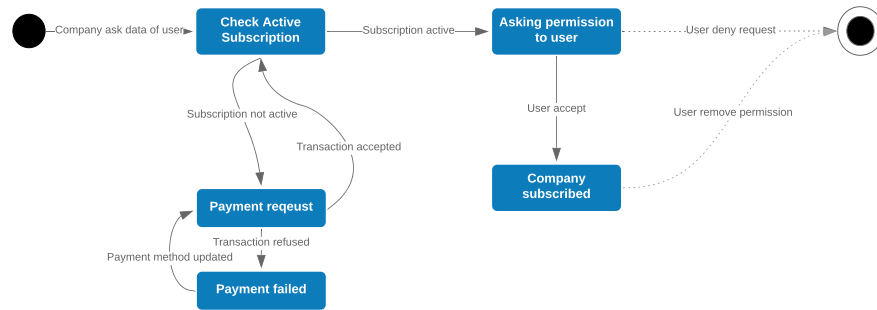 Company ask data of user
Check Active
Subscription
Subscription active
Asking permission
to user
User deny request
Subscription not active
Transaction accepted
User accept
User remove permission
Company
subscribed
Payment reqeust
Transaction refused
Payment method updated
Payment failed